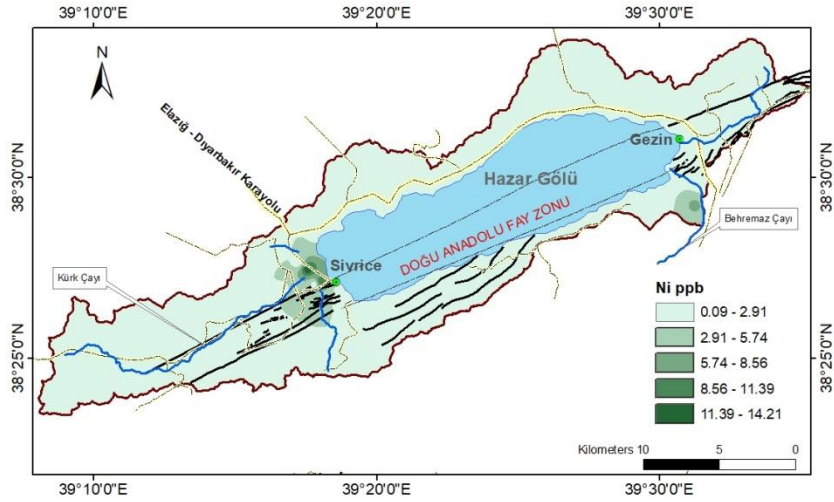 39°10'0"E
39°20'0"E
39°30'0"E
N
Elazığ - Diyarbakır Karayolu
Gezin
38°30'0"N
38°30'0"N
Hazar Gölü
DOĞU ANADOLU FAY ZONU
Behremaz Çayı
Sivrice
Kürk Çayı
Ni ppb
0.09 - 2.91
2.91 - 5.74
5.74 - 8.56
8.56 - 11.39
11.39 - 14.21
38°25'0"N
38°25'0"N
Kilometers 10 5 0
39°10'0"E
39°20'0"E
39°30'0"E